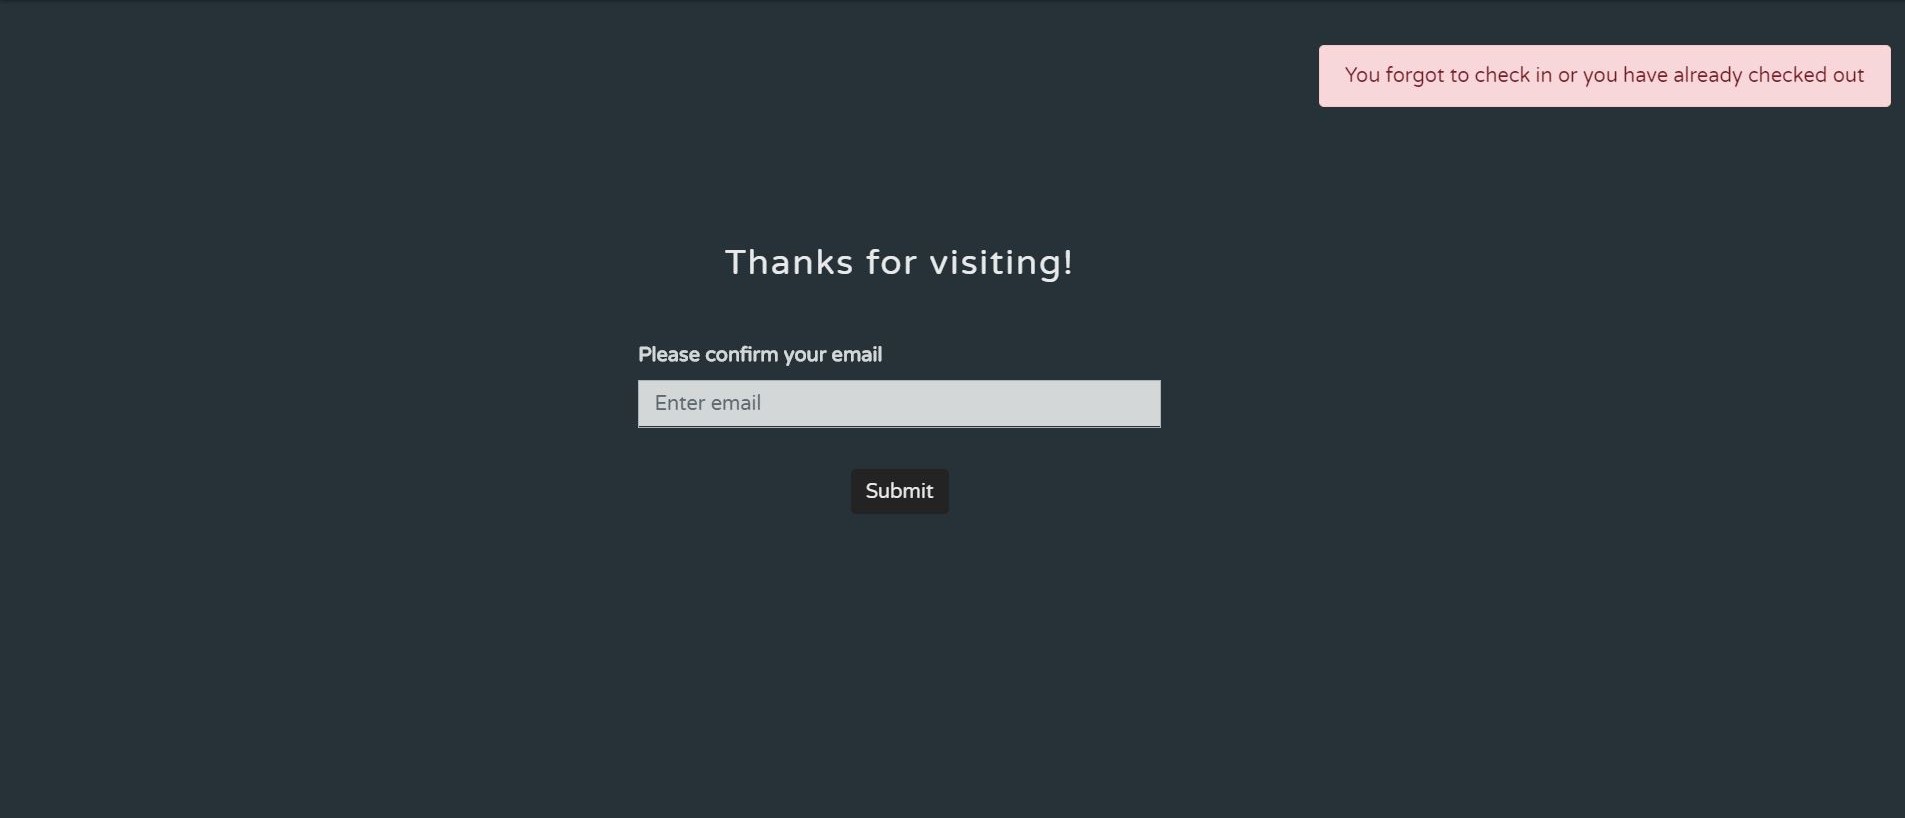 You forgot to check in or you have already checked out
Thanks for visiting!
Please confirm your email
Enter email
Submit